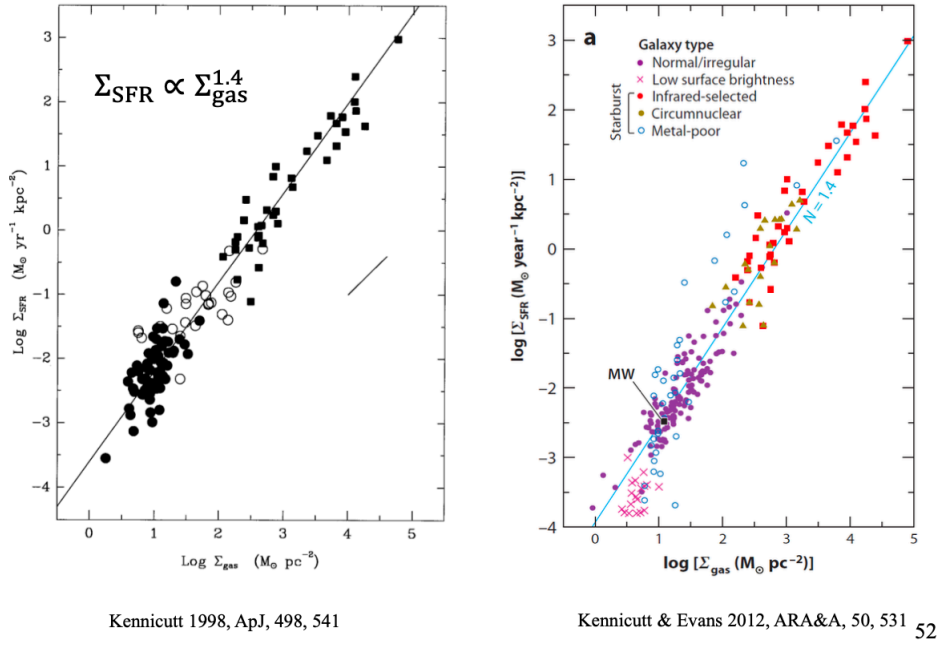 Σ_SFR ∝ Σ_gas^1.4
3
2
1
0
−1
−2
−3
−4
Log Σ_SFR (M⊙ yr⁻¹ kpc⁻²)
0
1
2
3
4
5
Log Σ_gas (M⊙ pc⁻²)
Kennicutt 1998, ApJ, 498, 541
a
Galaxy type
Normal/irregular
Low surface brightness
Starburst
Infrared-selected
Circumnuclear
Metal-poor
N = 1.4
MW
3
2
1
0
−1
−2
−3
−4
log [Σ_SFR (M⊙ year⁻¹ kpc⁻²)]
0
1
2
3
4
5
log [Σ_gas (M⊙ pc⁻²)]
Kennicutt & Evans 2012, ARA&A, 50, 531
52